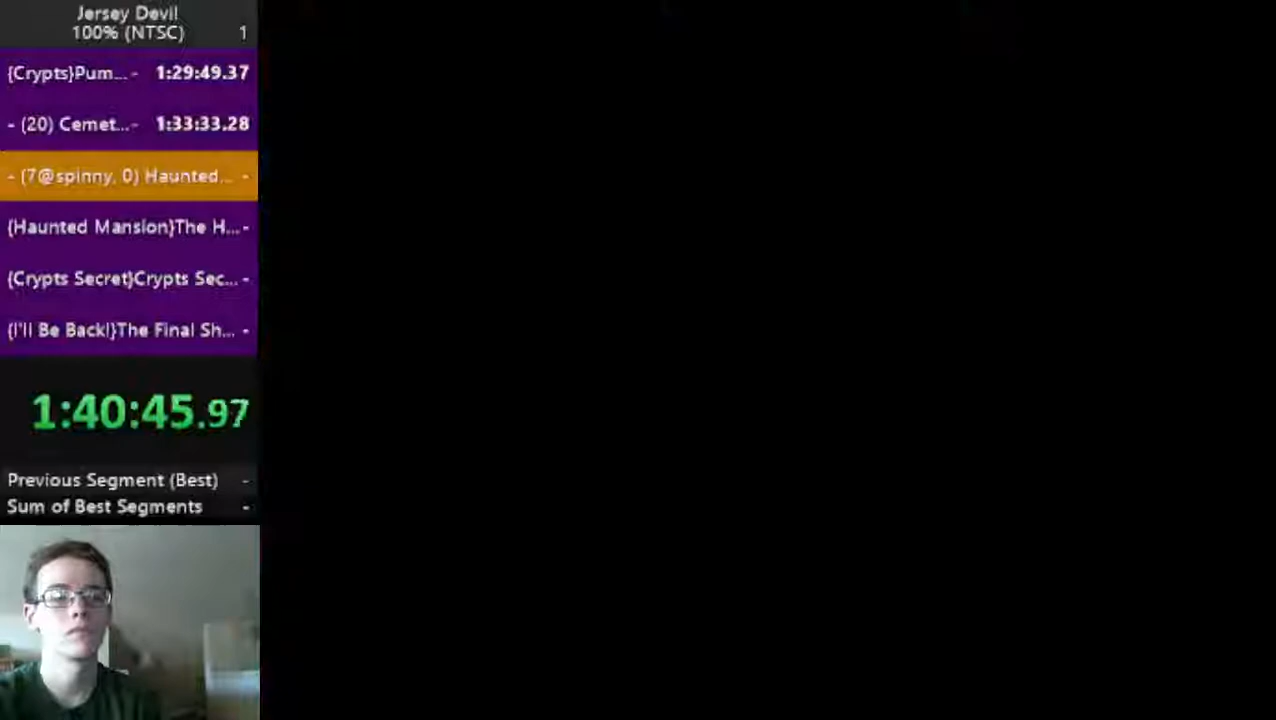 Jersey Devil
100% (NTSC) 1
{Crypts}Pum... - 1:29:49.37
- (20) Cemet... - 1:33:33.28
- (7@spinny, 0) Haunted... -
{Haunted Mansion}The H... -
{Crypts Secret}Crypts Sec... -
{I'll Be Back!}The Final Sh... -
1:40:45.97
Previous Segment (Best) -
Sum of Best Segments -